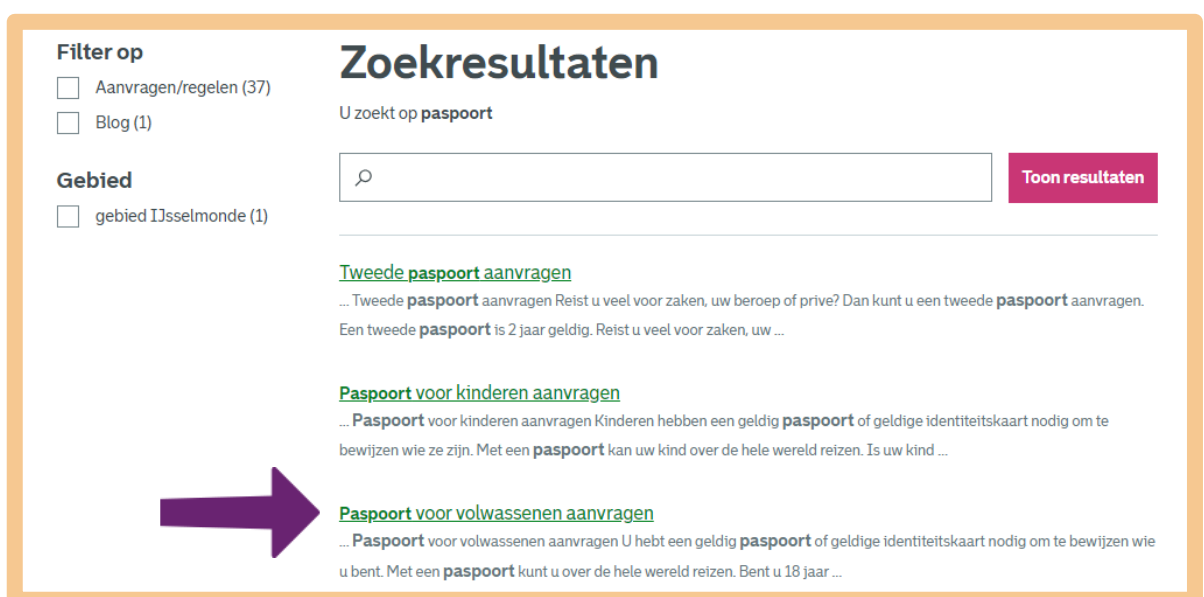 Filter op
Aanvragen/regelen (37)
Blog (1)
Gebied
gebied IJsselmonde (1)
Zoekresultaten
U zoekt op paspoort
Toon resultaten
Tweede paspoort aanvragen
... Tweede paspoort aanvragen Reist u veel voor zaken, uw beroep of prive? Dan kunt u een tweede paspoort aanvragen.
Een tweede paspoort is 2 jaar geldig. Reist u veel voor zaken, uw ...
Paspoort voor kinderen aanvragen
... Paspoort voor kinderen aanvragen Kinderen hebben een geldig paspoort of geldige identiteitskaart nodig om te
bewijzen wie ze zijn. Met een paspoort kan uw kind over de hele wereld reizen. Is uw kind ...
Paspoort voor volwassenen aanvragen
... Paspoort voor volwassenen aanvragen U hebt een geldig paspoort of geldige identiteitskaart nodig om te bewijzen wie
u bent. Met een paspoort kunt u over de hele wereld reizen. Bent u 18 jaar ...